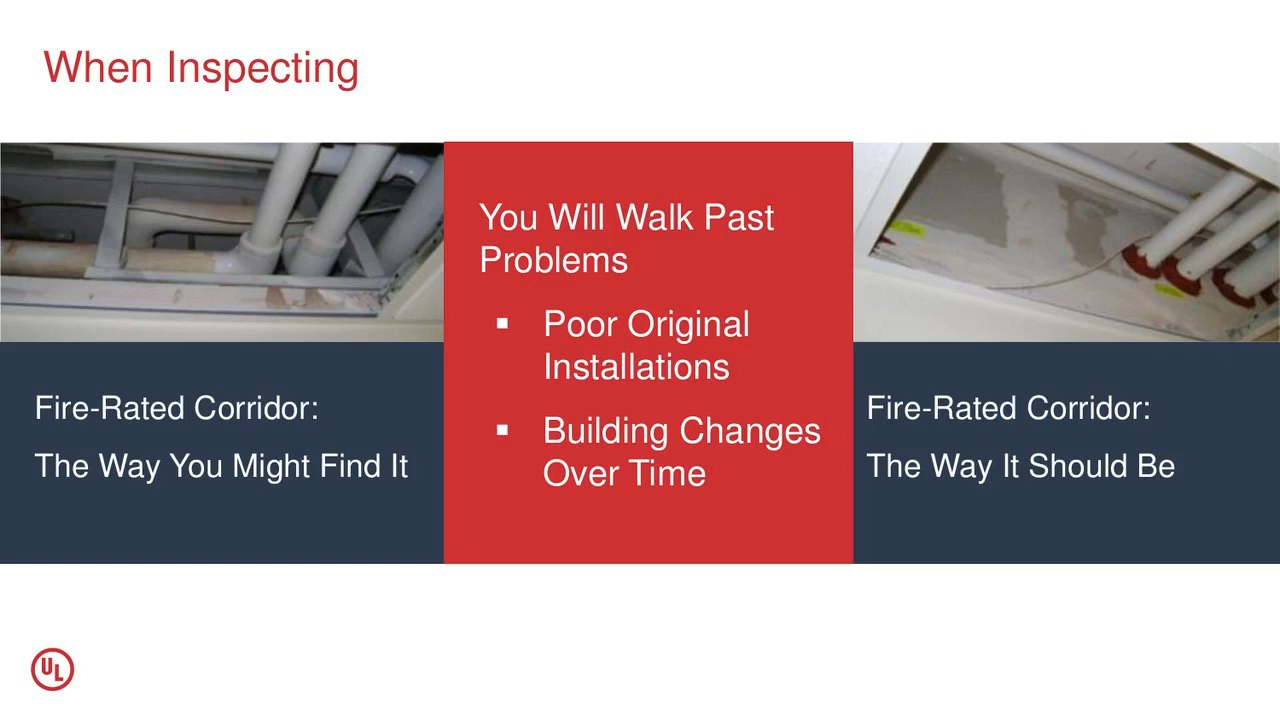 When Inspecting
Fire-Rated Corridor:
The Way You Might Find It
You Will Walk Past
Problems
▪ Poor Original
Installations
▪ Building Changes
Over Time
Fire-Rated Corridor:
The Way It Should Be
UL